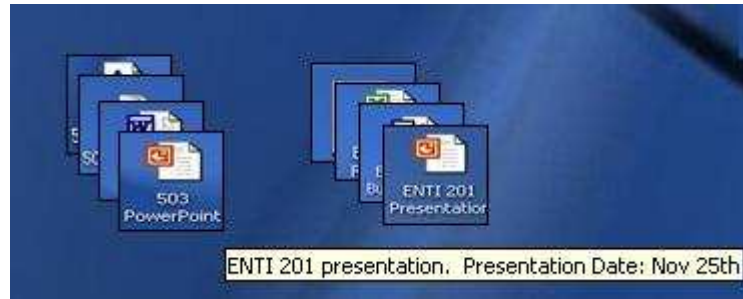 503
PowerPoint
ENTI 201
Presentation
ENTI 201 presentation. Presentation Date: Nov 25th